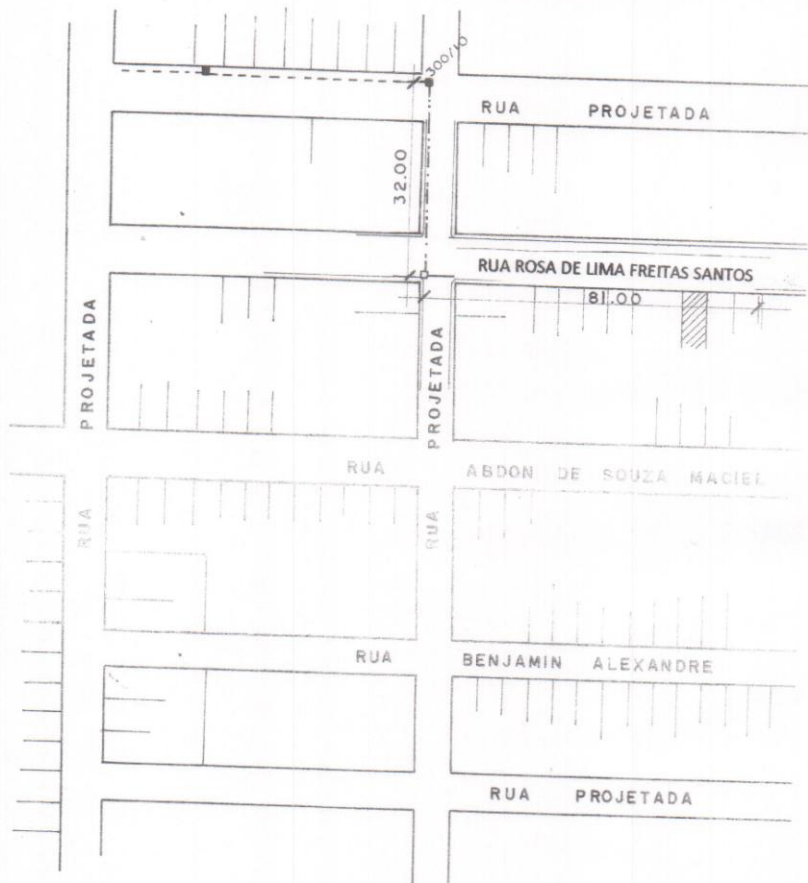 300/10
RUA PROJETADA
32.00
RUA ROSA DE LIMA FREITAS SANTOS
81.00
PROJETADA
PROJETADA
RUA ABDON DE SOUZA MACIEL
RUA
RUA
RUA BENJAMIN ALEXANDRE
RUA PROJETADA